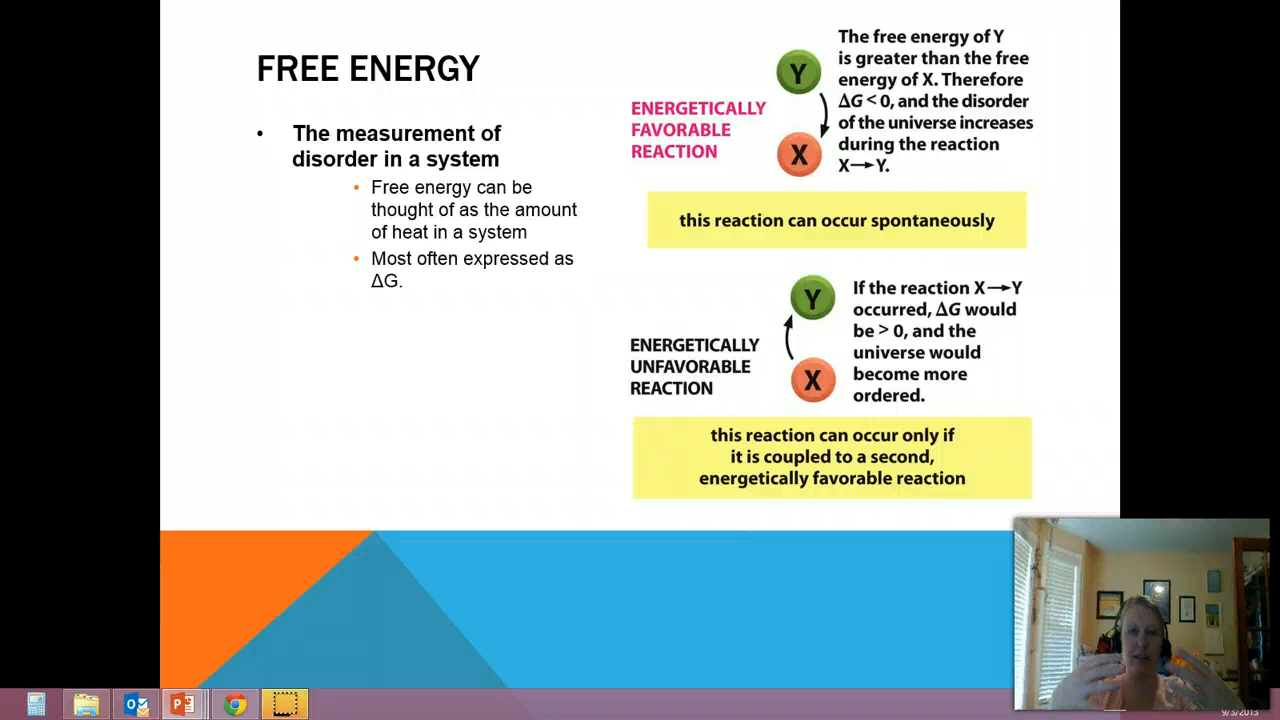 FREE ENERGY
• The measurement of
disorder in a system
• Free energy can be
thought of as the amount
of heat in a system
• Most often expressed as
ΔG.
ENERGETICALLY
FAVORABLE
REACTION
Y
X
The free energy of Y
is greater than the free
energy of X. Therefore
ΔG < 0, and the disorder
of the universe increases
during the reaction
X→Y.
this reaction can occur spontaneously
ENERGETICALLY
UNFAVORABLE
REACTION
Y
X
If the reaction X→Y
occurred, ΔG would
be > 0, and the
universe would
become more
ordered.
this reaction can occur only if
it is coupled to a second,
energetically favorable reaction
9/3/2013